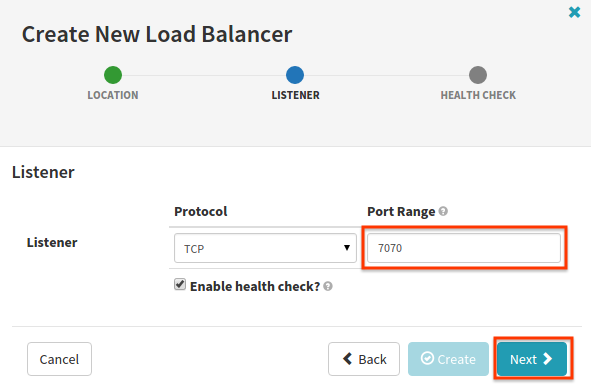 Create New Load Balancer
LOCATION LISTENER HEALTH CHECK
Listener
Protocol Port Range ?
Listener TCP 7070
Enable health check? ?
Cancel Back Create Next